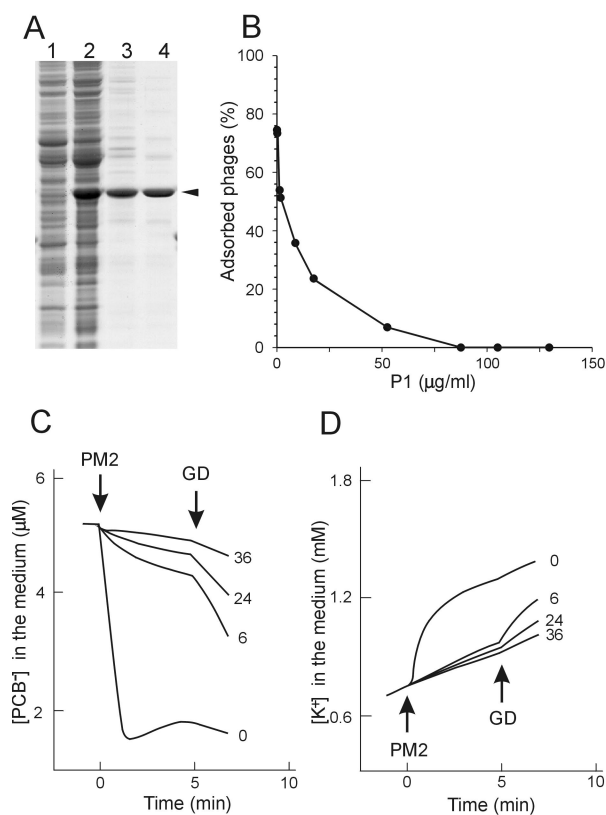 A
1 2 3 4
B
100
80
60
40
20
0
Adsorbed phages (%)
0 50 100 150
P1 (µg/ml)
C
PM2
GD
6
4
2
[PCB-] in the medium (µM)
36
24
6
0
0 5 10
Time (min)
D
1.8
1.2
0.6
[K+] in the medium (mM)
0
6
24
36
PM2
GD
0 5 10
Time (min)